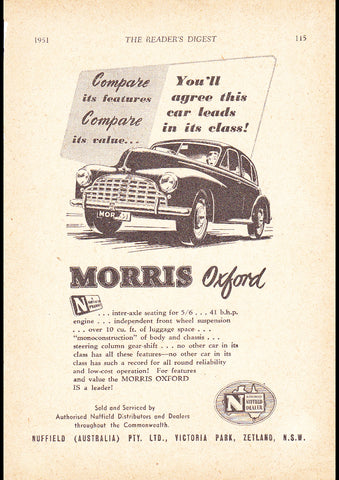 1951 THE READER'S DIGEST 115
Compare
its features
Compare
its value...
You'll
agree this
car leads
in its class!
MORRIS Oxford
N
. . . inter-axle seating for 5/6 . . . 41 b.h.p.
engine . . . independent front wheel suspension
. . . over 10 cu. ft. of luggage space . . .
"monoconstruction" of body and chassis . . .
steering column gear-shift . . . no other car in its
class has all these features—no other car in its
class has such a record for all round reliability
and low-cost operation! For features
and value the MORRIS OXFORD
IS a leader!
Sold and Serviced by
Authorised Nuffield Distributors and Dealers
throughout the Commonwealth.
N
NUFFIELD
DEALER
NUFFIELD (AUSTRALIA) PTY. LTD., VICTORIA PARK, ZETLAND, N.S.W.